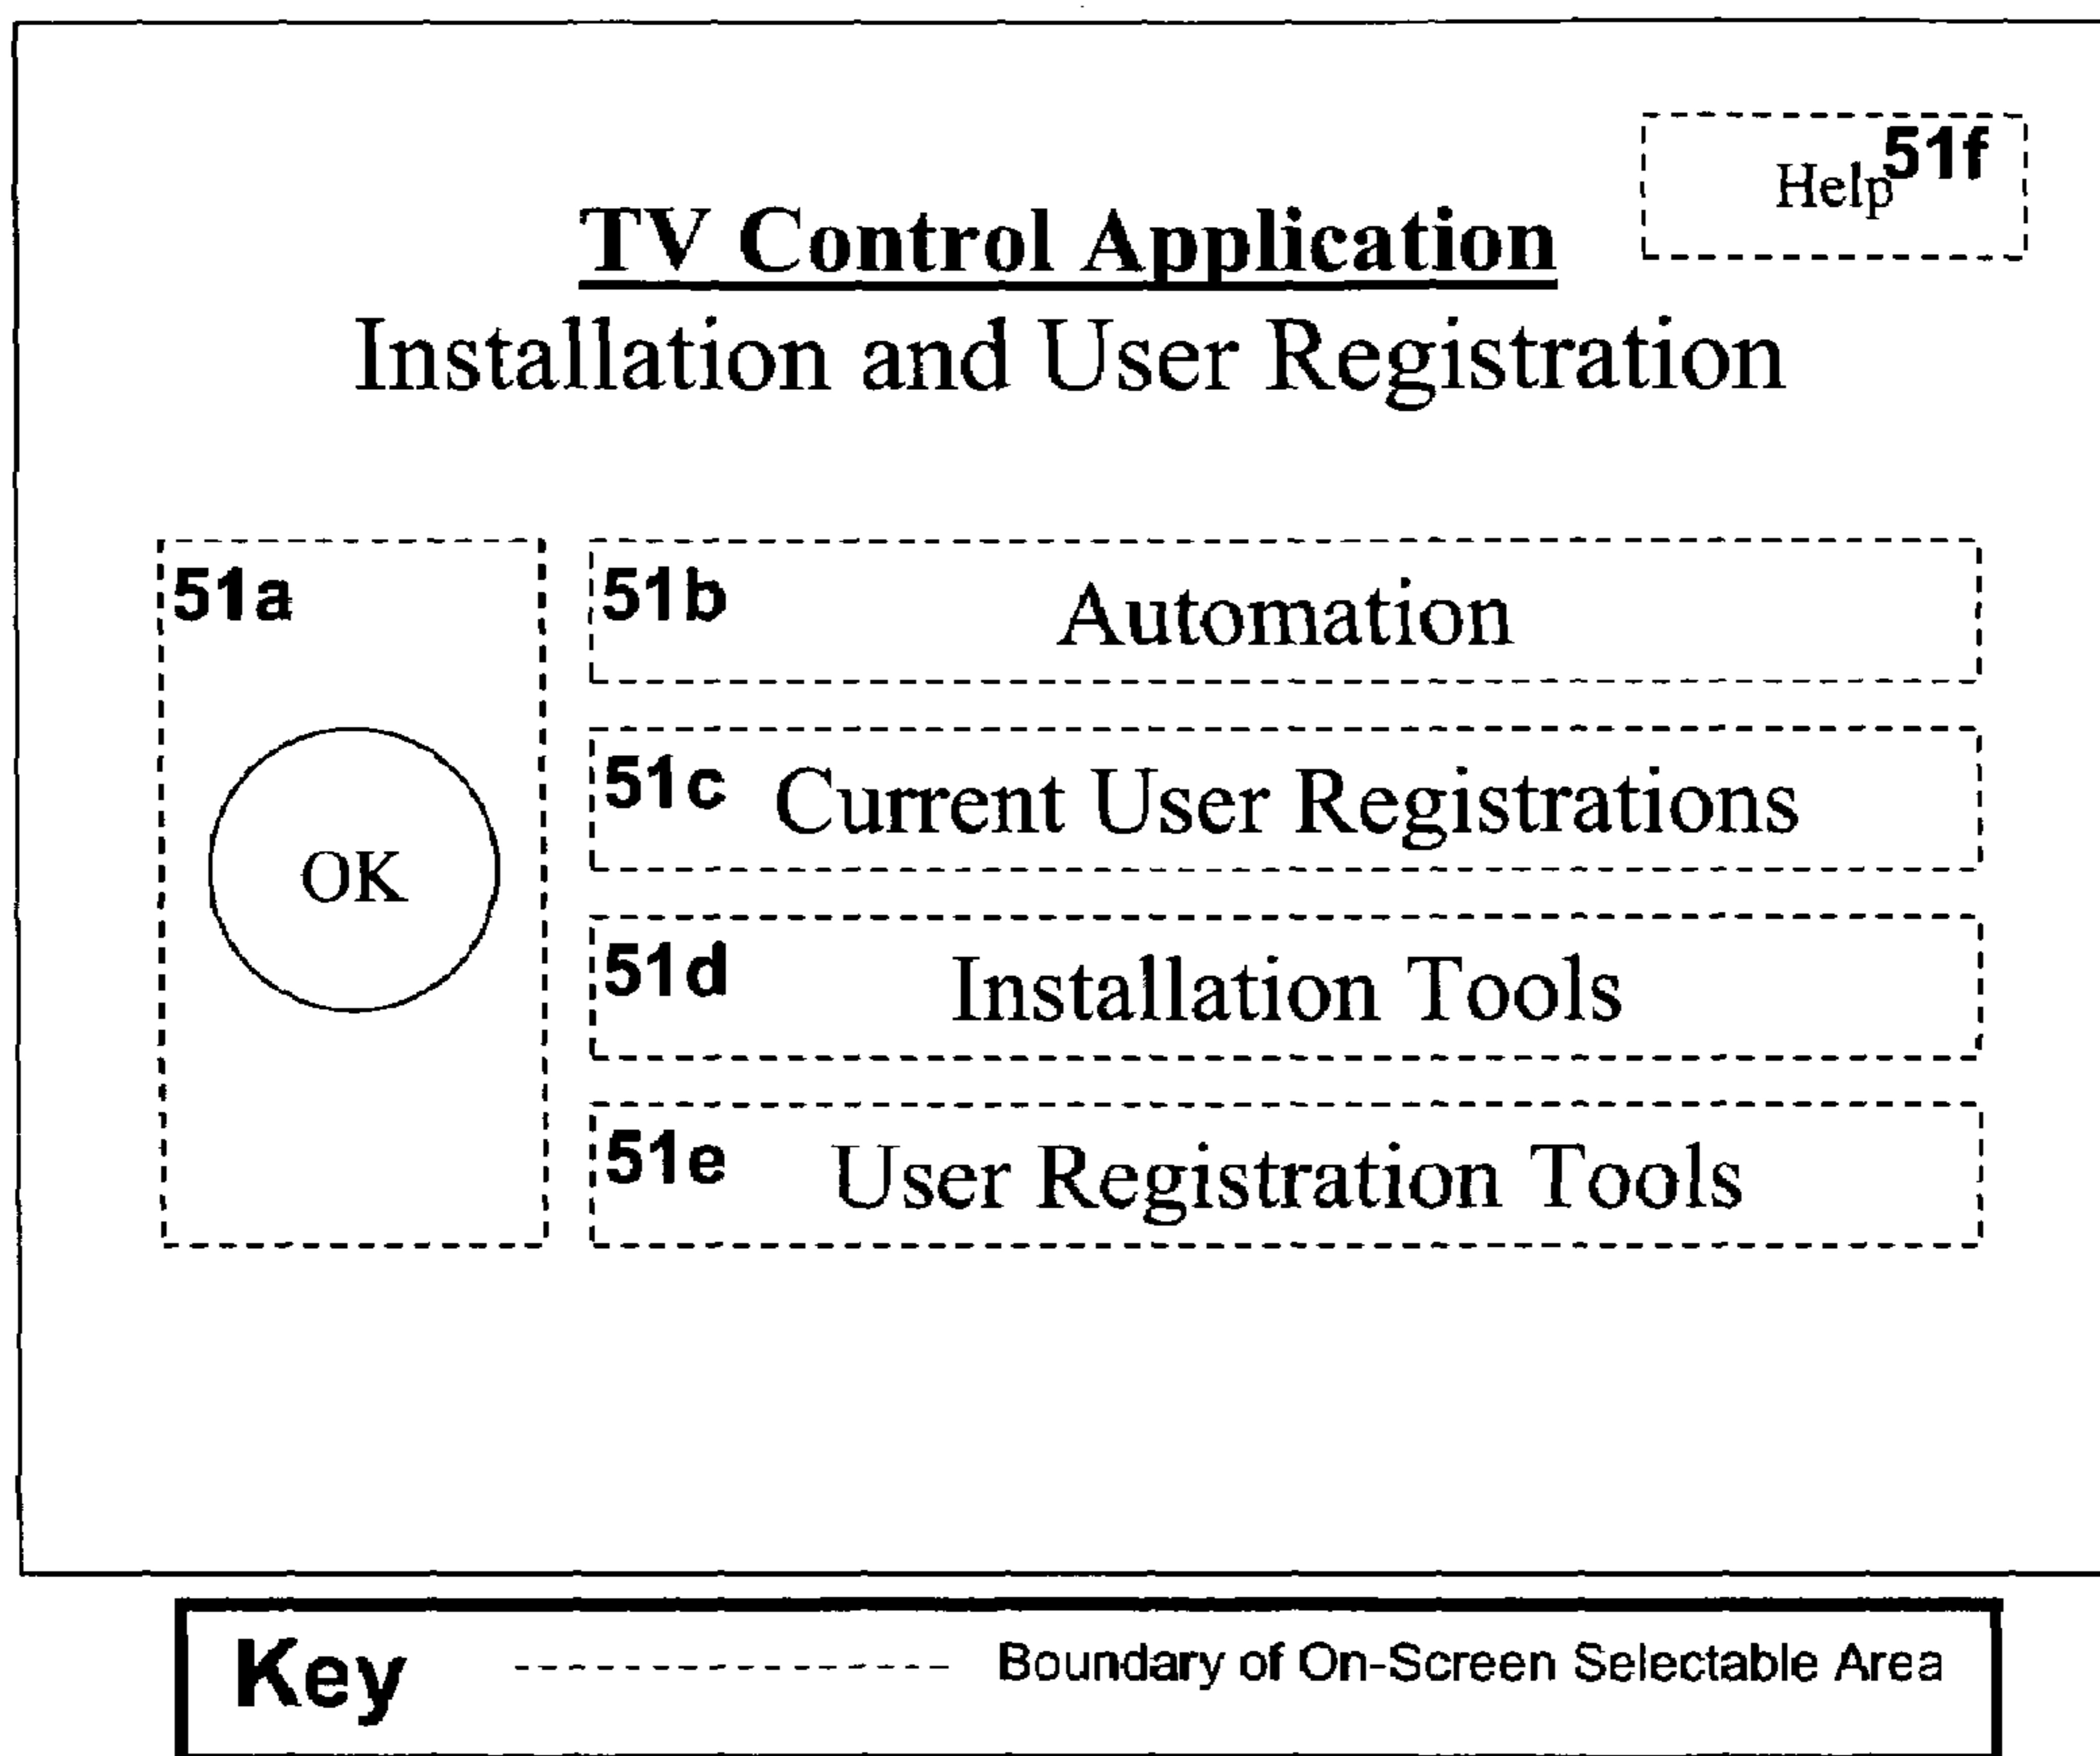 Help 51f
TV Control Application
Installation and User Registration
51a
OK
51b Automation
51c Current User Registrations
51d Installation Tools
51e User Registration Tools
Key Boundary of On-Screen Selectable Area